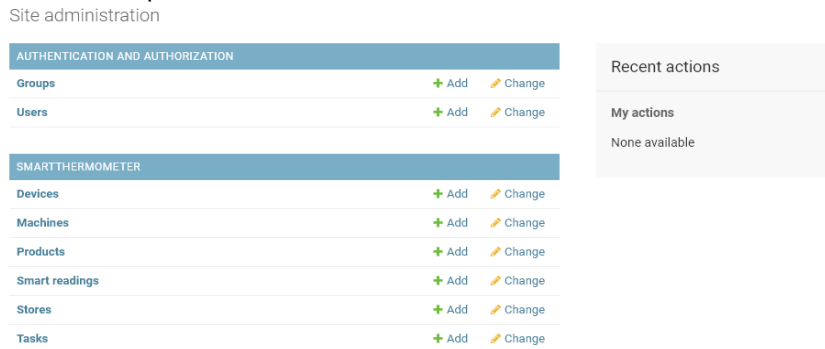 Site administration
AUTHENTICATION AND AUTHORIZATION
Groups Add Change
Users Add Change
SMARTTHERMOMETER
Devices Add Change
Machines Add Change
Products Add Change
Smart readings Add Change
Stores Add Change
Tasks Add Change
Recent actions
My actions
None available